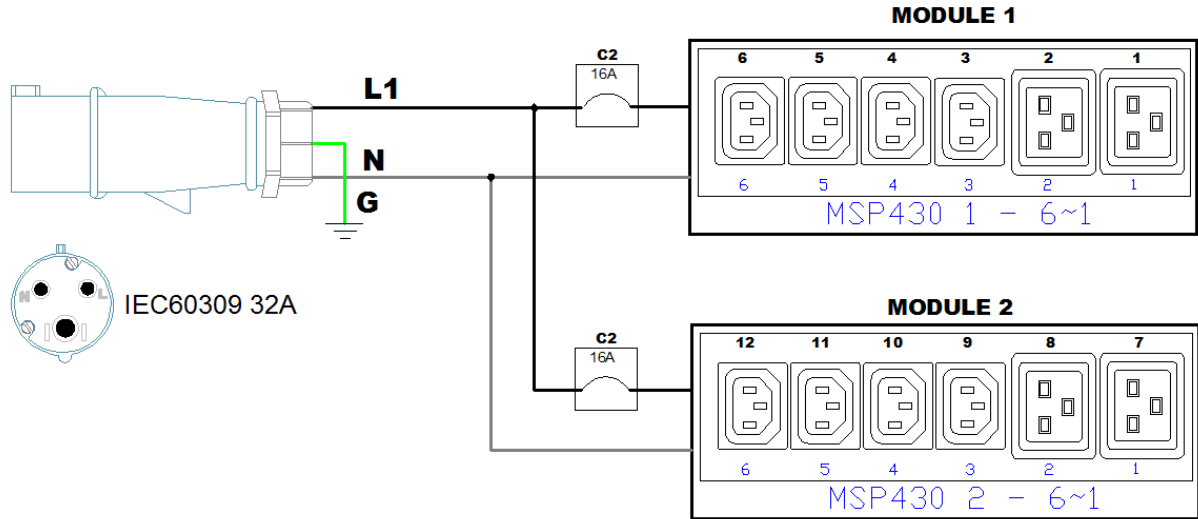 MODULE 1
C2
16A
6 5 4 3 2 1
L1
N
G
6 5 4 3 2 1
MSP430 1 - 6~1
N L
IEC60309 32A
MODULE 2
C2
16A
12 11 10 9 8 7
6 5 4 3 2 1
MSP430 2 - 6~1